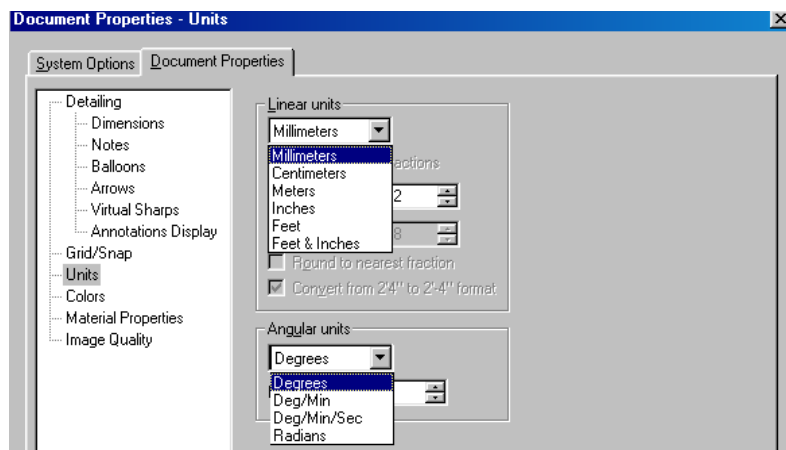 Document Properties - Units
System Options
Document Properties
Detailing
Dimensions
Notes
Balloons
Arrows
Virtual Sharps
Annotations Display
Grid/Snap
Units
Colors
Material Properties
Image Quality
Linear units
Millimeters
Millimeters
Centimeters
Meters
Inches
Feet
Feet & Inches
2
8
Round to nearest fraction
Convert from 2'4" to 2'-4" format
Angular units
Degrees
Degrees
Deg/Min
Deg/Min/Sec
Radians